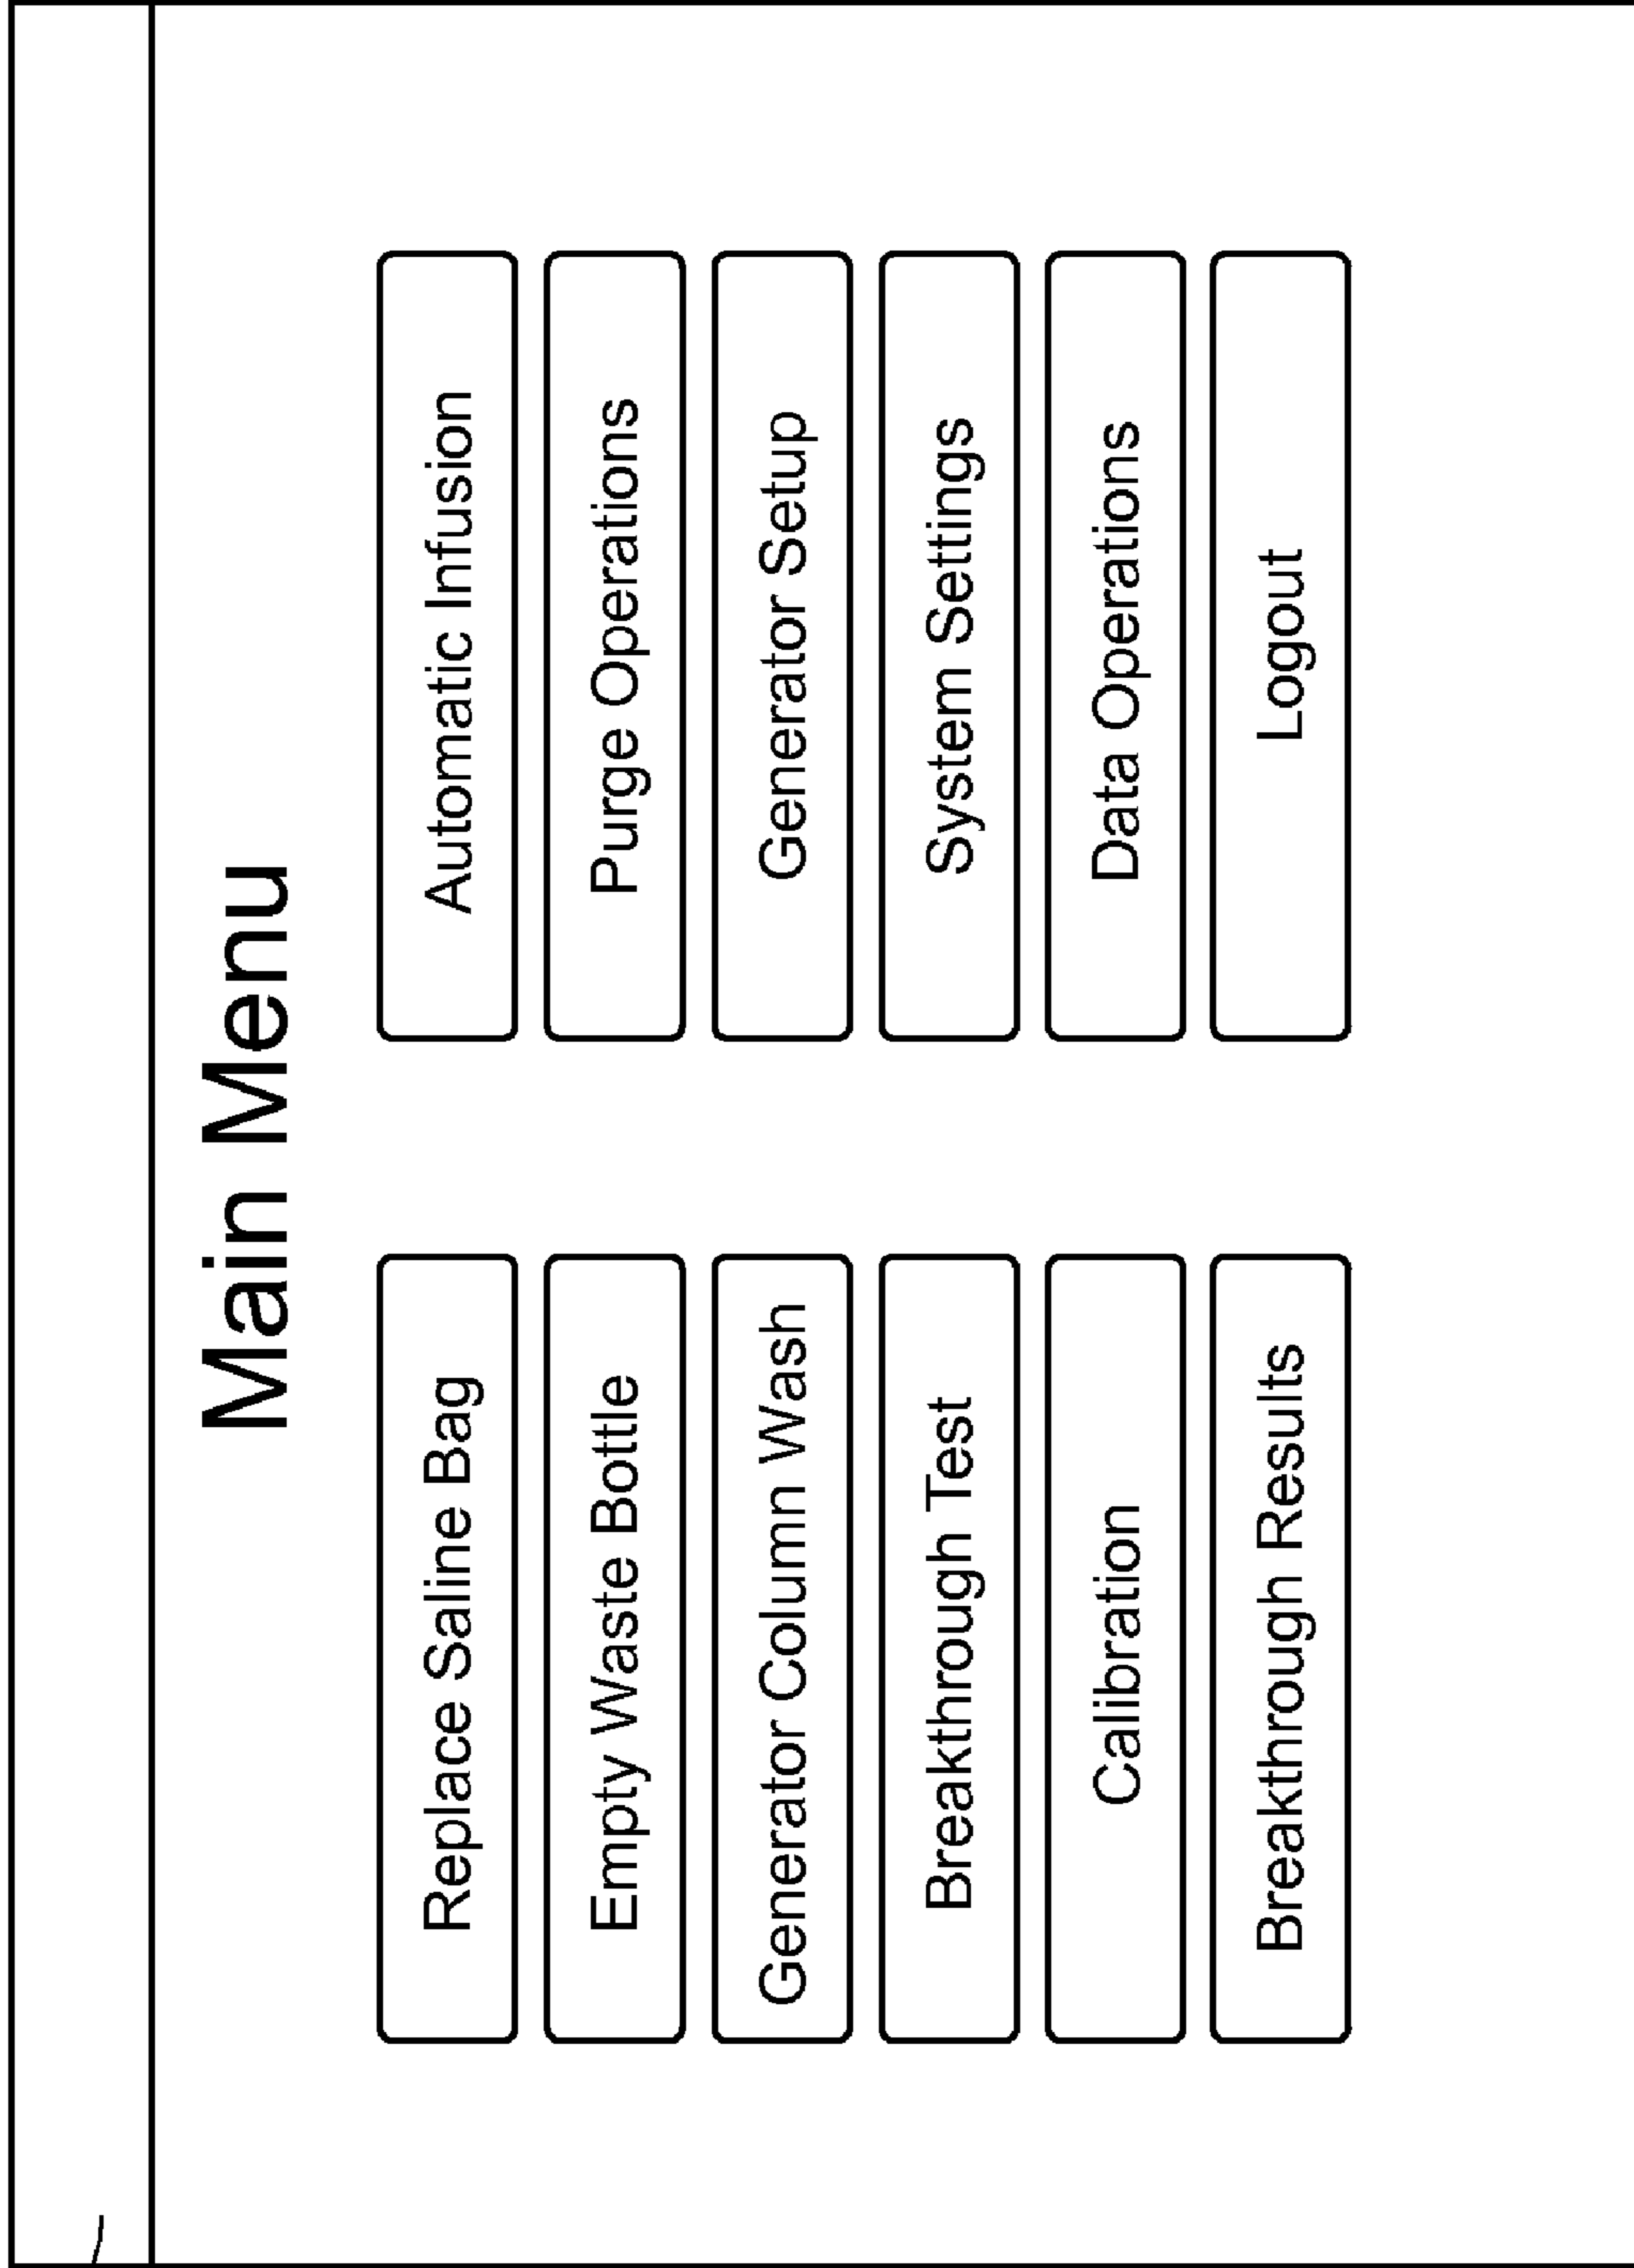 Main Menu
Replace Saline Bag
Automatic Infusion
Empty Waste Bottle
Purge Operations
Generator Column Wash
Generator Setup
Breakthrough Test
System Settings
Calibration
Data Operations
Breakthrough Results
Logout